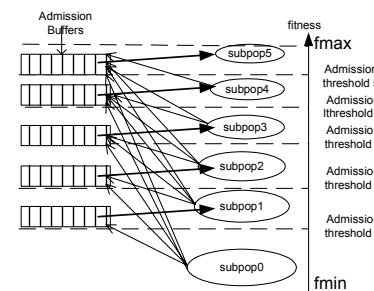 Admission
Buffers
fitness
fmax
subpop5
Admission
threshold
subpop4
Admission
lthreshold
subpop3
Admission
threshold
subpop2
Admission
threshold
subpop1
Admission
threshold
subpop0
fmin